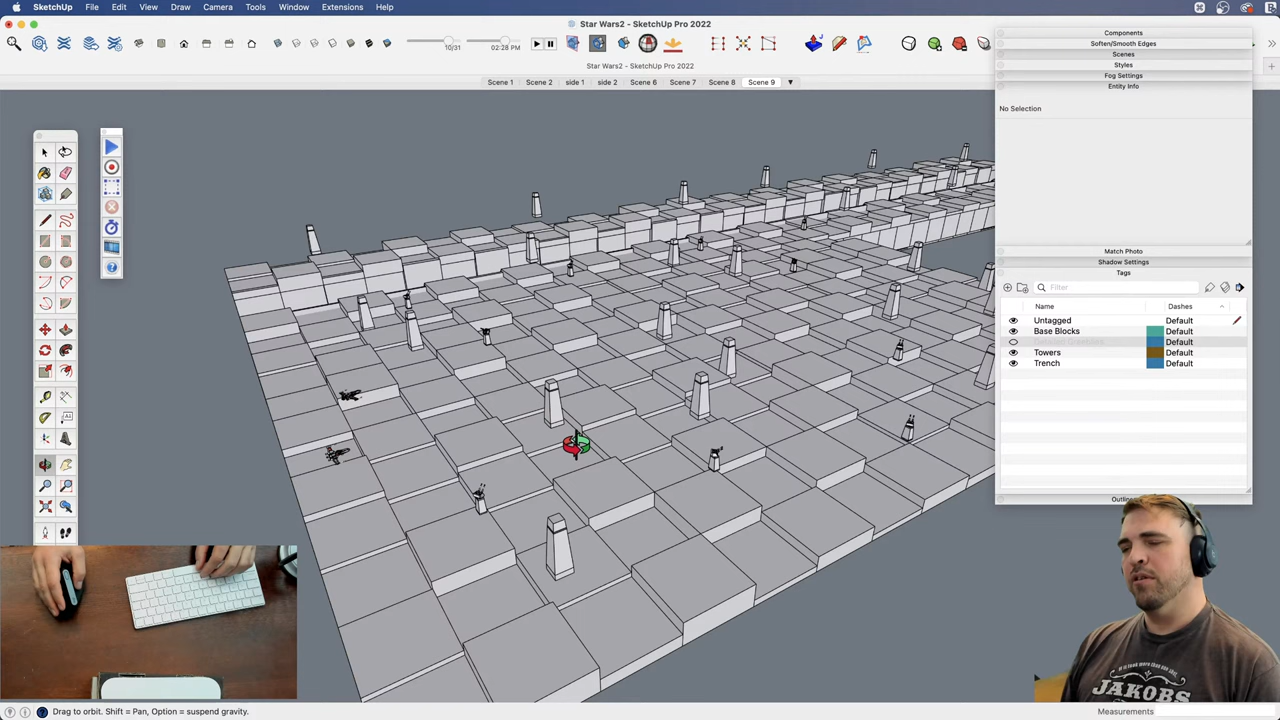 SketchUp File Edit View Draw Camera Tools Window Extensions Help
Star Wars2 - SketchUp Pro 2022
10/31 02:28 PM
Star Wars2 - SketchUp Pro 2022
Scene 1 Scene 2 side 1 side 2 Scene 6 Scene 7 Scene 8 Scene 9
Components
Soften/Smooth Edges
Scenes
Styles
Fog Settings
Entity Info
No Selection
Match Photo
Shadow Settings
Tags
Filter
Name Dashes
Untagged Default
Base Blocks Default
Default
Towers Default
Trench Default
Outliner
JAKOBS
Drag to orbit. Shift = Pan, Option = suspend gravity.
Measurements